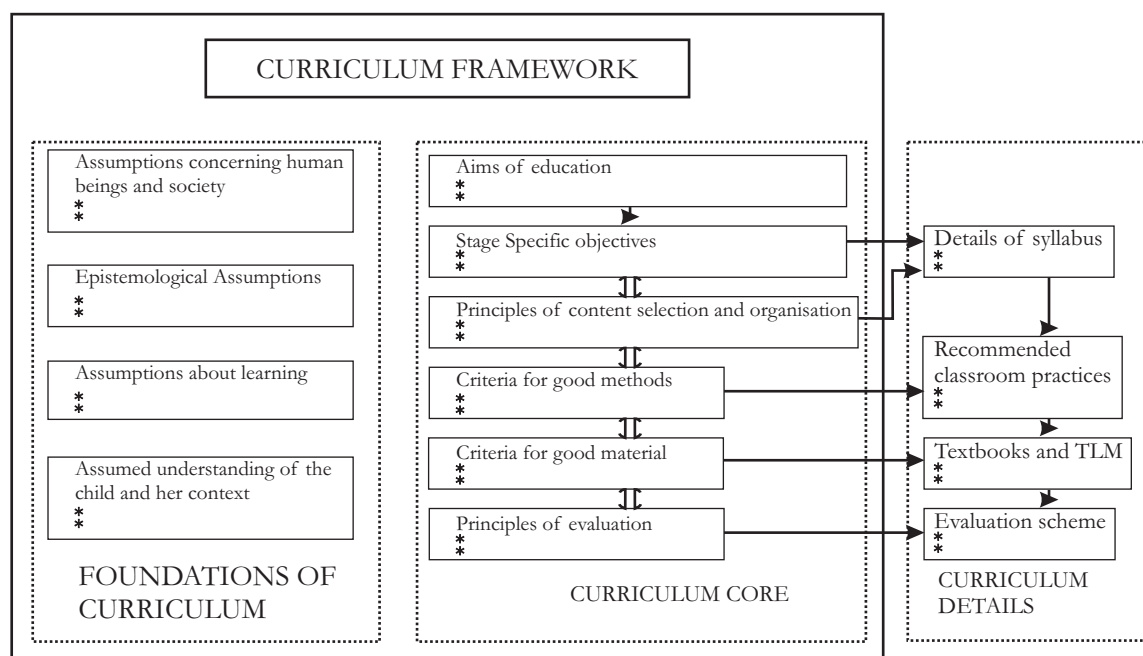 CURRICULUM FRAMEWORK
Assumptions concerning human
beings and society
*
*
Epistemological Assumptions
*
*
Assumptions about learning
*
*
Assumed understanding of the
child and her context
*
*
FOUNDATIONS OF
CURRICULUM
Aims of education
*
*
Stage Specific objectives
*
*
Principles of content selection and organisation
*
*
Criteria for good methods
*
*
Criteria for good material
*
*
Principles of evaluation
*
*
CURRICULUM CORE
Details of syllabus
*
*
Recommended
classroom practices
*
*
Textbooks and TLM
*
*
Evaluation scheme
*
*
CURRICULUM
DETAILS